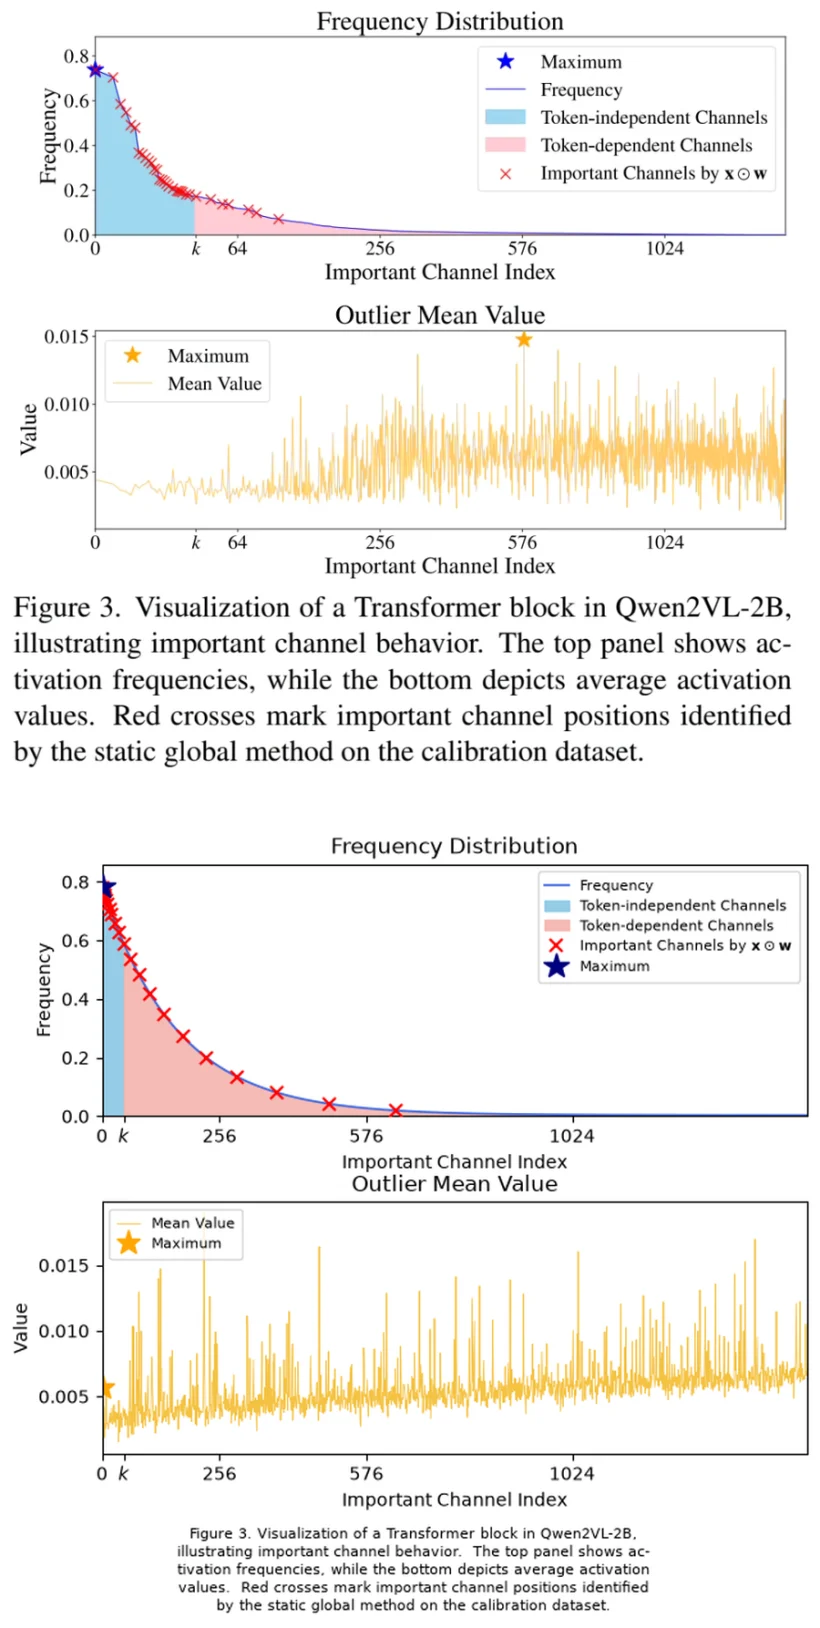 Frequency Distribution
0.8
0.6
0.4
0.2
0.0
Frequency
Maximum
Frequency
Token-independent Channels
Token-dependent Channels
Important Channels by x ⊙ w
0 k 64 256 576 1024
Important Channel Index
Outlier Mean Value
0.015
0.010
0.005
Value
Maximum
Mean Value
0 k 64 256 576 1024
Important Channel Index
Figure 3. Visualization of a Transformer block in Qwen2VL-2B,
illustrating important channel behavior. The top panel shows ac-
tivation frequencies, while the bottom depicts average activation
values. Red crosses mark important channel positions identified
by the static global method on the calibration dataset.
Frequency Distribution
0.8
0.6
0.4
0.2
0.0
Frequency
Frequency
Token-independent Channels
Token-dependent Channels
Important Channels by x ⊙ w
Maximum
0 k 256 576 1024
Important Channel Index
Outlier Mean Value
0.015
0.010
0.005
Value
Mean Value
Maximum
0 k 256 576 1024
Important Channel Index
Figure 3. Visualization of a Transformer block in Qwen2VL-2B,
illustrating important channel behavior. The top panel shows ac-
tivation frequencies, while the bottom depicts average activation
values. Red crosses mark important channel positions identified
by the static global method on the calibration dataset.